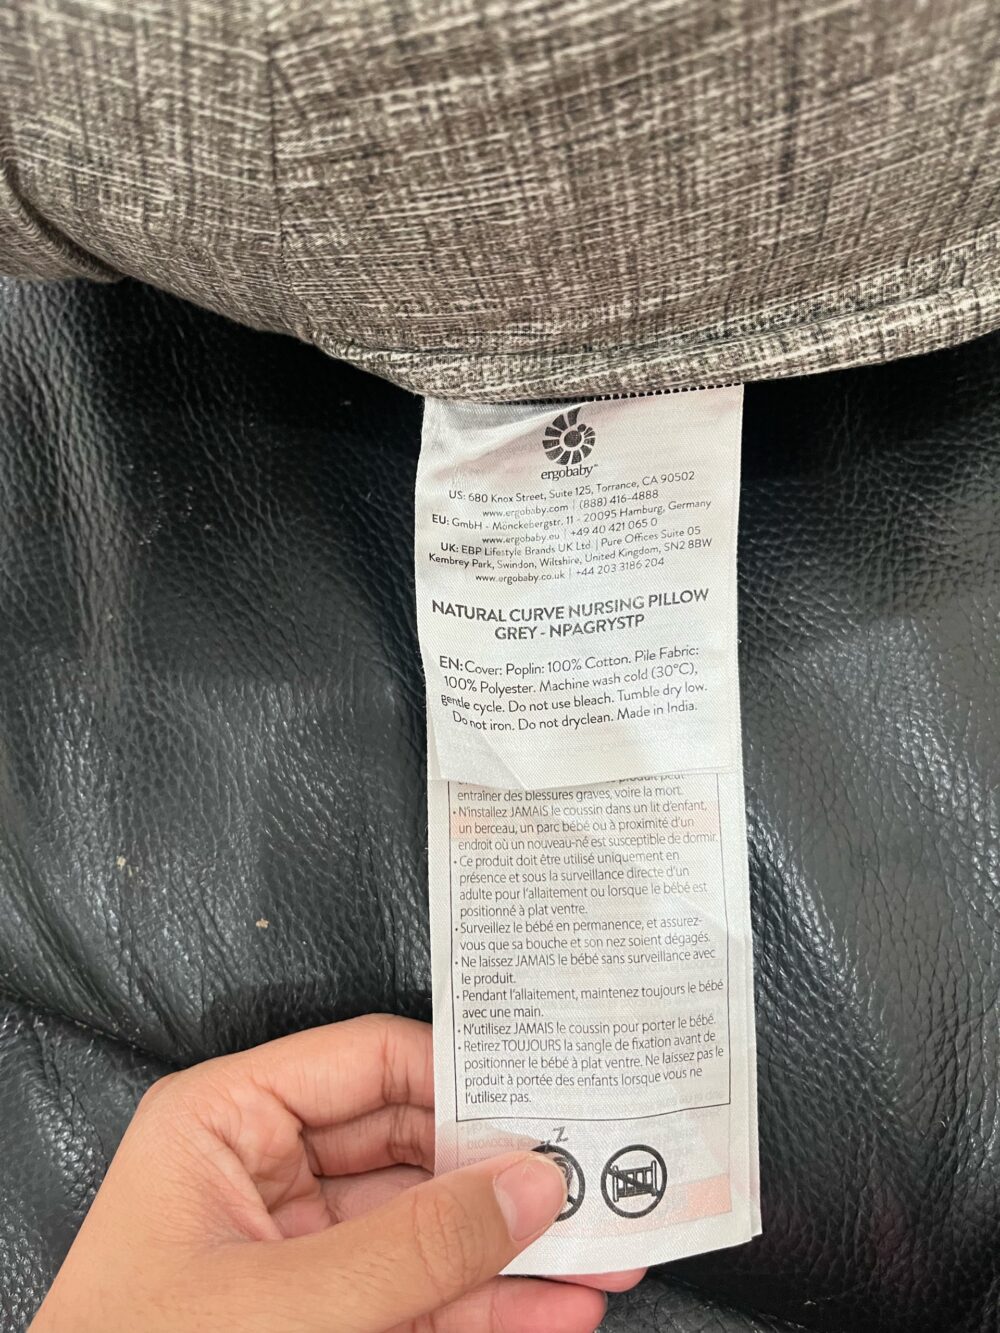 ergobaby™
US: 680 Knox Street, Suite 125, Torrance, CA 90502
www.ergobaby.com | (888) 416-4888
EU: GmbH - Mönckebergstr. 11 - 20095 Hamburg, Germany
www.ergobaby.eu | +49 40 421 065 0
UK: EBP Lifestyle Brands UK Ltd | Pure Offices Suite 05
Kembrey Park, Swindon, Wiltshire, United Kingdom, SN2 8BW
www.ergobaby.co.uk | +44 203 3186 204
NATURAL CURVE NURSING PILLOW
GREY - NPAGRYSTP
EN: Cover: Poplin: 100% Cotton. Pile Fabric:
100% Polyester. Machine wash cold (30°C),
gentle cycle. Do not use bleach. Tumble dry low.
Do not iron. Do not dryclean. Made in India.
produit peut
entraîner des blessures graves, voire la mort.
• N'installez JAMAIS le coussin dans un lit d'enfant,
un berceau, un parc bébé ou à proximité d'un
endroit où un nouveau-né est susceptible de dormir.
• Ce produit doit être utilisé uniquement en
présence et sous la surveillance directe d'un
adulte pour l'allaitement ou lorsque le bébé est
positionné à plat ventre.
• Surveillez le bébé en permanence, et assurez-
vous que sa bouche et son nez soient dégagés.
• Ne laissez JAMAIS le bébé sans surveillance avec
le produit.
• Pendant l'allaitement, maintenez toujours le bébé
avec une main.
• N'utilisez JAMAIS le coussin pour porter le bébé.
• Retirez TOUJOURS la sangle de fixation avant de
positionner le bébé à plat ventre. Ne laissez pas le
produit à portée des enfants lorsque vous ne
l'utilisez pas.
Z